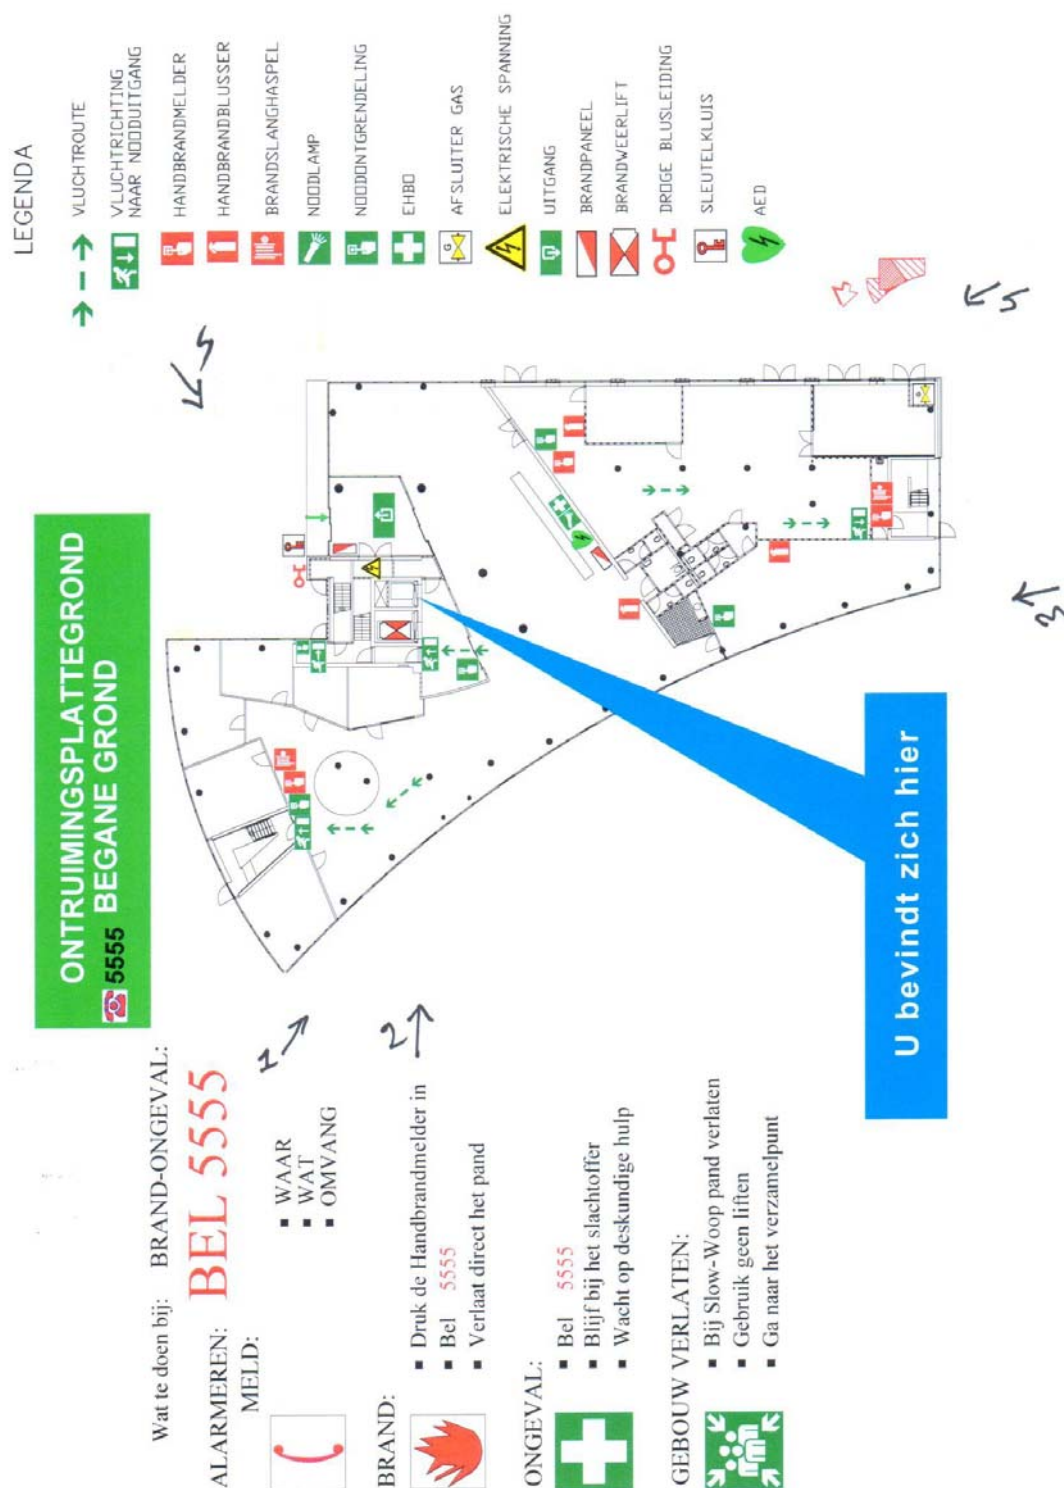 ONTRUIMINGSPLATTEGROND
5555 BEGANE GROND
Wat te doen bij: BRAND-ONGEVAL:
ALARMEREN: BEL 5555
MELD:
▪ WAAR
▪ WAT
▪ OMVANG
BRAND:
▪ Druk de Handbrandmelder in
▪ Bel 5555
▪ Verlaat direct het pand
ONGEVAL:
▪ Bel 5555
▪ Blijf bij het slachtoffer
▪ Wacht op deskundige hulp
GEBOUW VERLATEN:
▪ Bij Slow-Woop pand verlaten
▪ Gebruik geen liften
▪ Ga naar het verzamelpunt
1
2
3
4
5
G
U bevindt zich hier
LEGENDA
VLUCHTROUTE
VLUCHTRICHTING
NAAR NOODUITGANG
HANDBRANDMELDER
HANDBRANDBLUSSER
BRANDSLANGHASPEL
NOODLAMP
NOODONTGRENDELING
EHBO
G
AFSLUITER GAS
ELEKTRISCHE SPANNING
UITGANG
BRANDPANEEL
BRANDWEERLIFT
DROGE BLUSLEIDING
SLEUTELKLUIS
AED